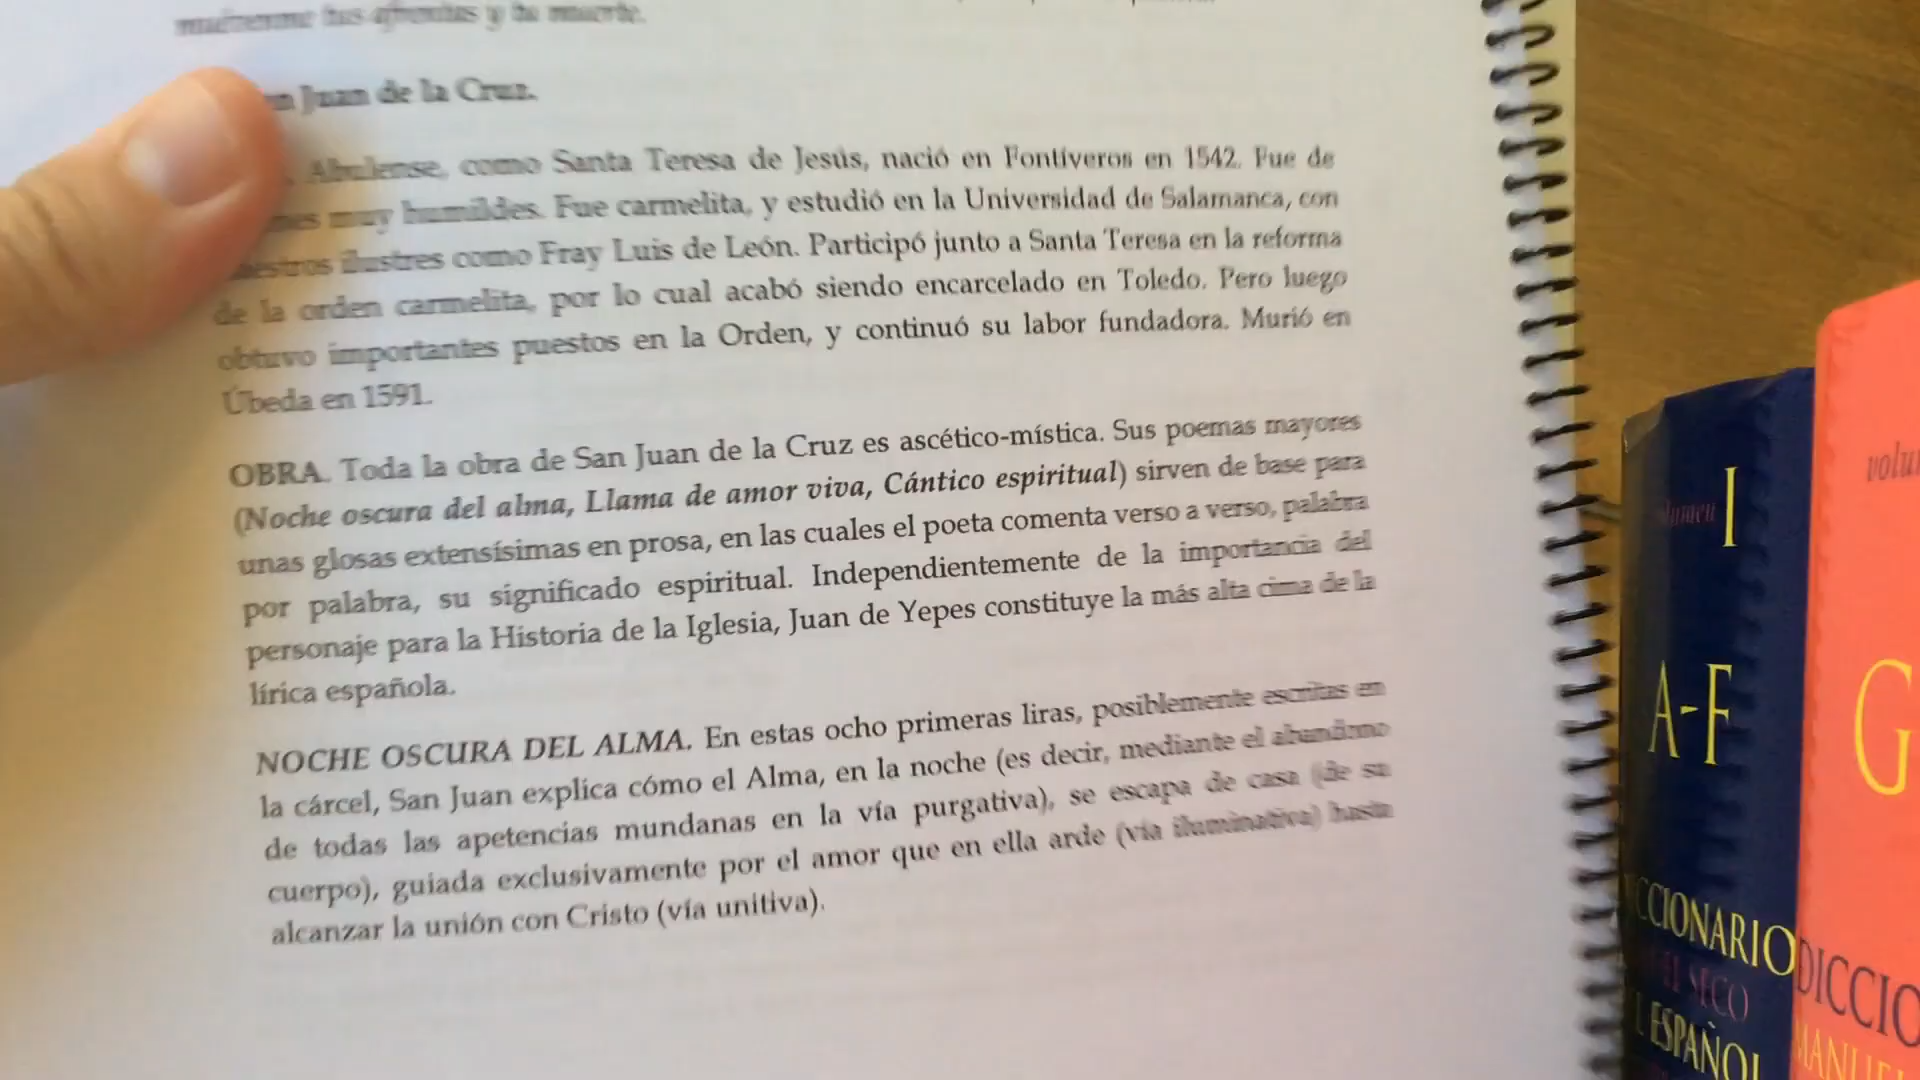 muévenme tus afrentas y tu muerte.
Juan de la Cruz.
Abulense, como Santa Teresa de Jesús, nació en Fontiveros en 1542. Fue de
muy humildes. Fue carmelita, y estudió en la Universidad de Salamanca, con
ilustres como Fray Luis de León. Participó junto a Santa Teresa en la reforma
de la orden carmelita, por lo cual acabó siendo encarcelado en Toledo. Pero luego
obtuvo importantes puestos en la Orden, y continuó su labor fundadora. Murió en
Úbeda en 1591.
OBRA. Toda la obra de San Juan de la Cruz es ascético-mística. Sus poemas mayores
(Noche oscura del alma, Llama de amor viva, Cántico espiritual) sirven de base para
unas glosas extensísimas en prosa, en las cuales el poeta comenta verso a verso, palabra
por palabra, su significado espiritual. Independientemente de la importancia del
personaje para la Historia de la Iglesia, Juan de Yepes constituye la más alta cima de la
lírica española.
NOCHE OSCURA DEL ALMA. En estas ocho primeras liras, posiblemente escritas en
la cárcel, San Juan explica cómo el Alma, en la noche (es decir, mediante el abandono
de todas las apetencias mundanas en la vía purgativa), se escapa de casa (de su
cuerpo), guiada exclusivamente por el amor que en ella arde (vía iluminativa) hasta
alcanzar la unión con Cristo (vía unitiva).
I
A-F
SECO
ESPAÑOL
G